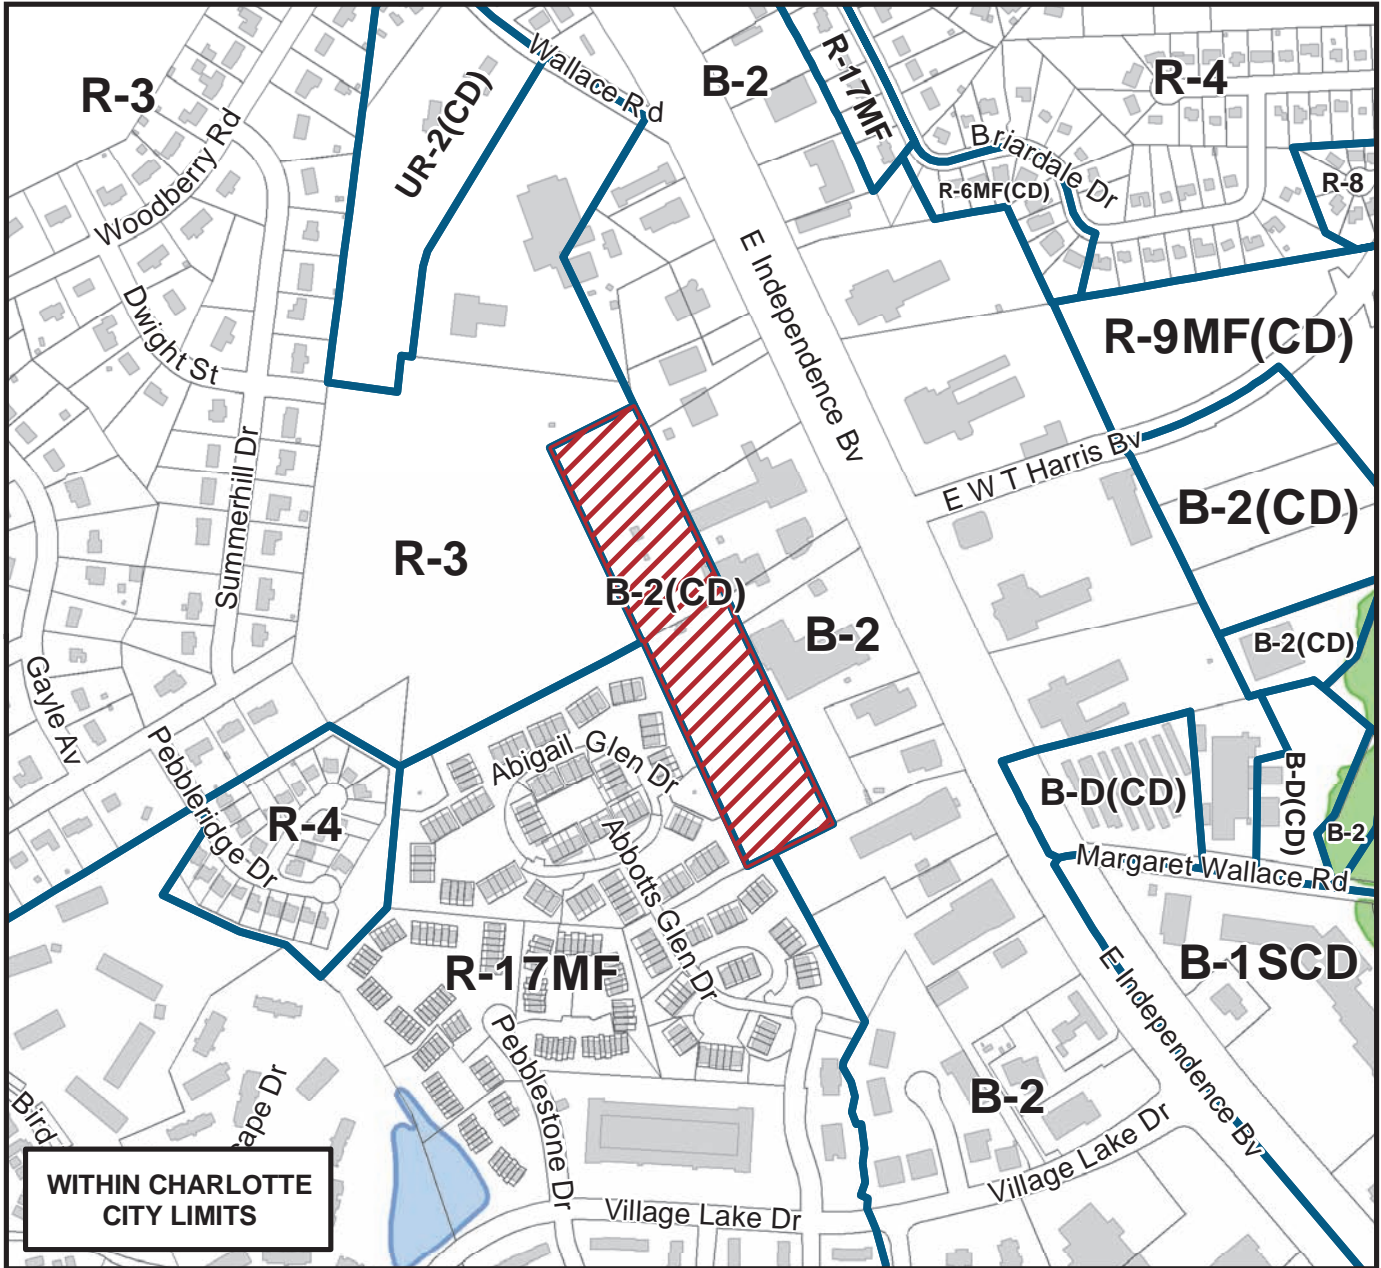 R-3
UR-2(CD)
Wallace Rd
B-2
R-17MF
R-4
Briardale Dr
R-6MF(CD)
R-8
Woodberry Rd
E Independence Bv
Dwight St
R-9MF(CD)
E W T Harris Bv
Summerhill Dr
B-2(CD)
R-3
B-2(CD)
B-2
B-2(CD)
Gayle Av
Pebbleridge Dr
R-4
Abigail Glen Dr
Abbotts Glen Dr
B-D(CD)
B-D(CD)
B-2
Margaret Wallace Rd
R-17MF
B-1SCD
E Independence Bv
Pebblestone Dr
B-2
Bird
cape Dr
Village Lake Dr
Village Lake Dr
WITHIN CHARLOTTE
CITY LIMITS